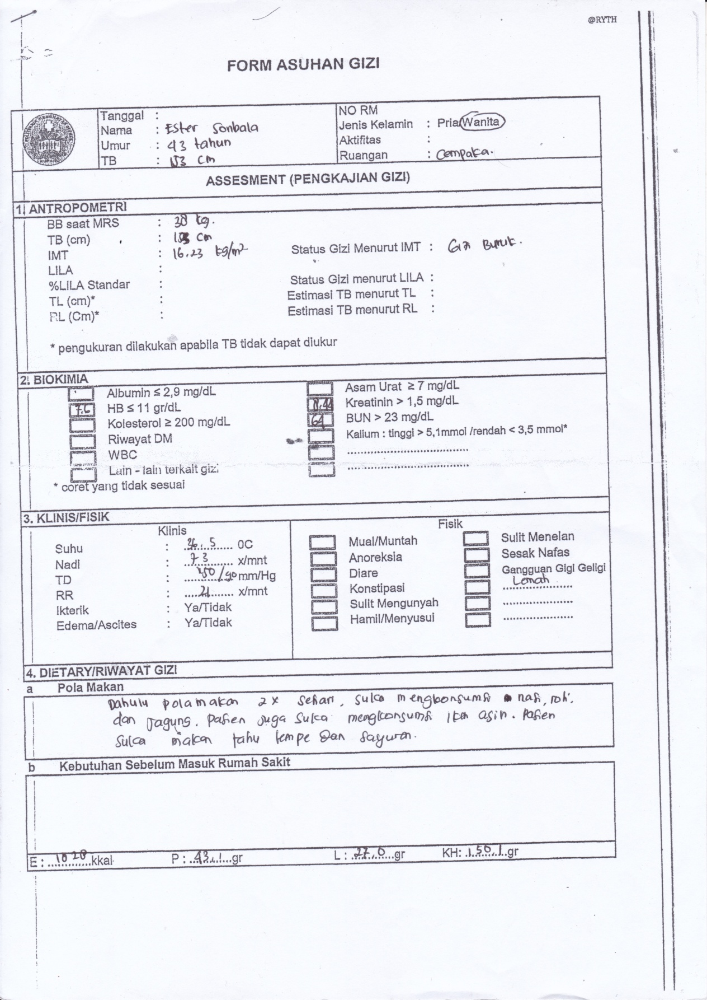 @RYTH
FORM ASUHAN GIZI
Tanggal :
Nama : Ester Sonbala
Umur : 43 tahun
TB : 153 cm
NO RM
Jenis Kelamin : Pria/Wanita
Aktifitas :
Ruangan : Cempaka.
ASSESMENT (PENGKAJIAN GIZI)
1. ANTROPOMETRI
BB saat MRS : 38 kg.
TB (cm) : 153 cm
IMT : 16,23 kg/m² Status Gizi Menurut IMT : Gizi Buruk.
LILA :
%LILA Standar : Status Gizi menurut LILA :
TL (cm)* : Estimasi TB menurut TL :
RL (Cm)* : Estimasi TB menurut RL :
* pengukuran dilakukan apabila TB tidak dapat diukur
2. BIOKIMIA
Albumin ≤ 2,9 mg/dL Asam Urat ≥ 7 mg/dL
7.6 HB ≤ 11 gr/dL 8,44 Kreatinin > 1,5 mg/dL
Kolesterol ≥ 200 mg/dL 64 BUN > 23 mg/dL
Riwayat DM Kalium : tinggi > 5,1mmol /rendah < 3,5 mmol*
WBC ....................................
Lain - lain terkait gizi ....................................
* coret yang tidak sesuai
3. KLINIS/FISIK
Klinis
Suhu : 36,5 0C
Nadi : 73 x/mnt
TD : /90 mm/Hg
RR : 21 x/mnt
Ikterik : Ya/Tidak
Edema/Ascites : Ya/Tidak
Fisik
Mual/Muntah Sulit Menelan
Anoreksia Sesak Nafas
Diare Gangguan Gigi Geligi
Konstipasi Lemah
Sulit Mengunyah .....................
Hamil/Menyusui .....................
4. DIETARY/RIWAYAT GIZI
a Pola Makan
Dahulu pola makan 2x sehari, suka mengkonsumsi nasi, roti,
dan Jagung. Pasien juga suka mengkonsumsi ikan asin. Pasien
suka makan tahu tempe dan sayuran.
b Kebutuhan Sebelum Masuk Rumah Sakit
E : 1028 kkal P : 43,1 gr L : 27,0 gr KH: 150,1 gr